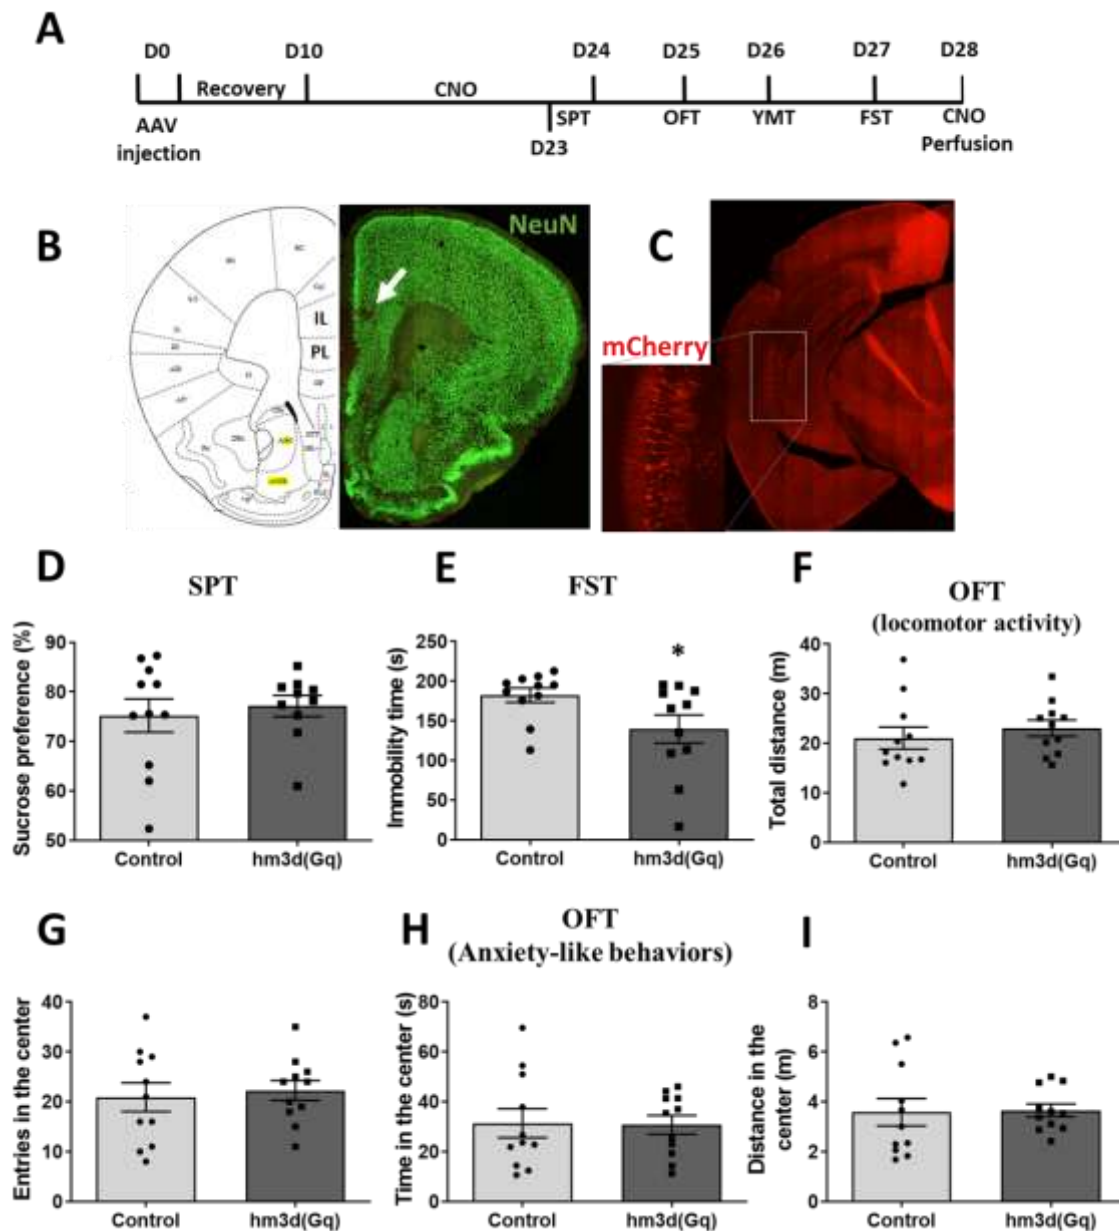 A
D0
D10
D24
D25
D26
D27
D28
Recovery
CNO
AAV
injection
D23
SPT
OFT
YMT
FST
CNO
Perfusion
B
IL
PL
NeuN
C
mCherry
D
SPT
Sucrose preference (%)
90
80
70
60
50
Control
hm3d(Gq)
E
FST
Immobility time (s)
250
200
150
100
50
0
*
Control
hm3d(Gq)
F
OFT
(locomotor activity)
Total distance (m)
40
30
20
10
0
Control
hm3d(Gq)
G
Entries in the center
40
30
20
10
0
Control
hm3d(Gq)
H
OFT
(Anxiety-like behaviors)
Time in the center (s)
80
60
40
20
0
Control
hm3d(Gq)
I
Distance in the
center (m)
8
6
4
2
0
Control
hm3d(Gq)